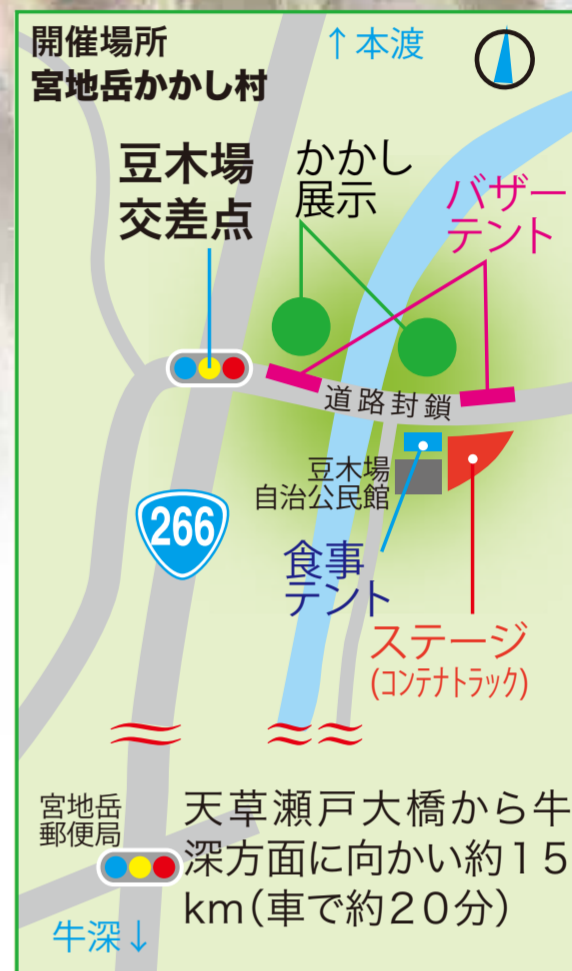 開催場所
宮地岳かかし村
↑本渡
豆木場
交差点
かかし
展示
バザー
テント
道路封鎖
豆木場
自治公民館
266
食事
テント
ステージ
(コンテナトラック)
宮地岳
郵便局
天草瀬戸大橋から牛
深方面に向かい約15
km(車で約20分)
牛深↓